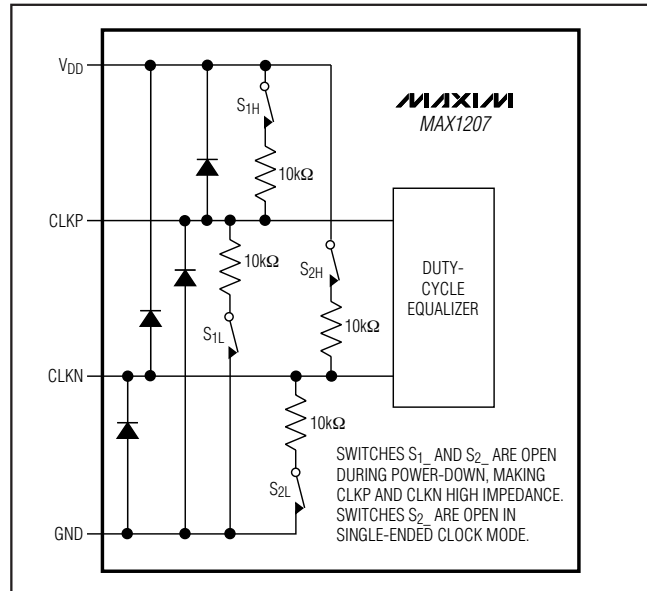 VDD
S1H
MAXIM
MAX1207
10kΩ
CLKP
10kΩ
S2H
DUTY-
CYCLE
EQUALIZER
S1L
10kΩ
CLKN
10kΩ
SWITCHES S1_ AND S2_ ARE OPEN
DURING POWER-DOWN, MAKING
CLKP AND CLKN HIGH IMPEDANCE.
SWITCHES S2_ ARE OPEN IN
SINGLE-ENDED CLOCK MODE.
S2L
GND